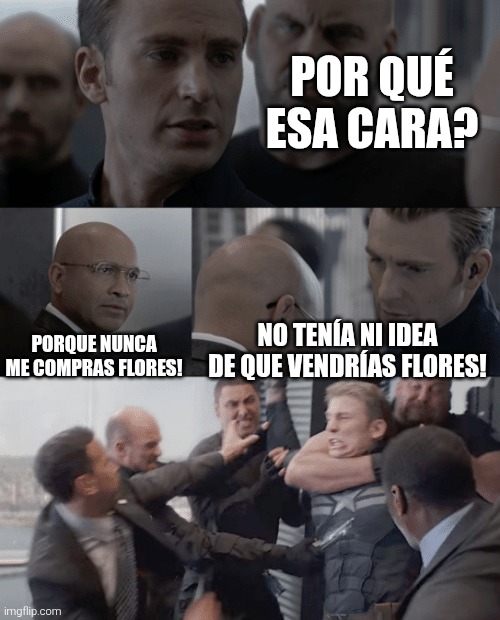 POR QUÉ
ESA CARA?
PORQUE NUNCA
ME COMPRAS FLORES!
NO TENÍA NI IDEA
DE QUE VENDRÍAS FLORES!
imgflip.com